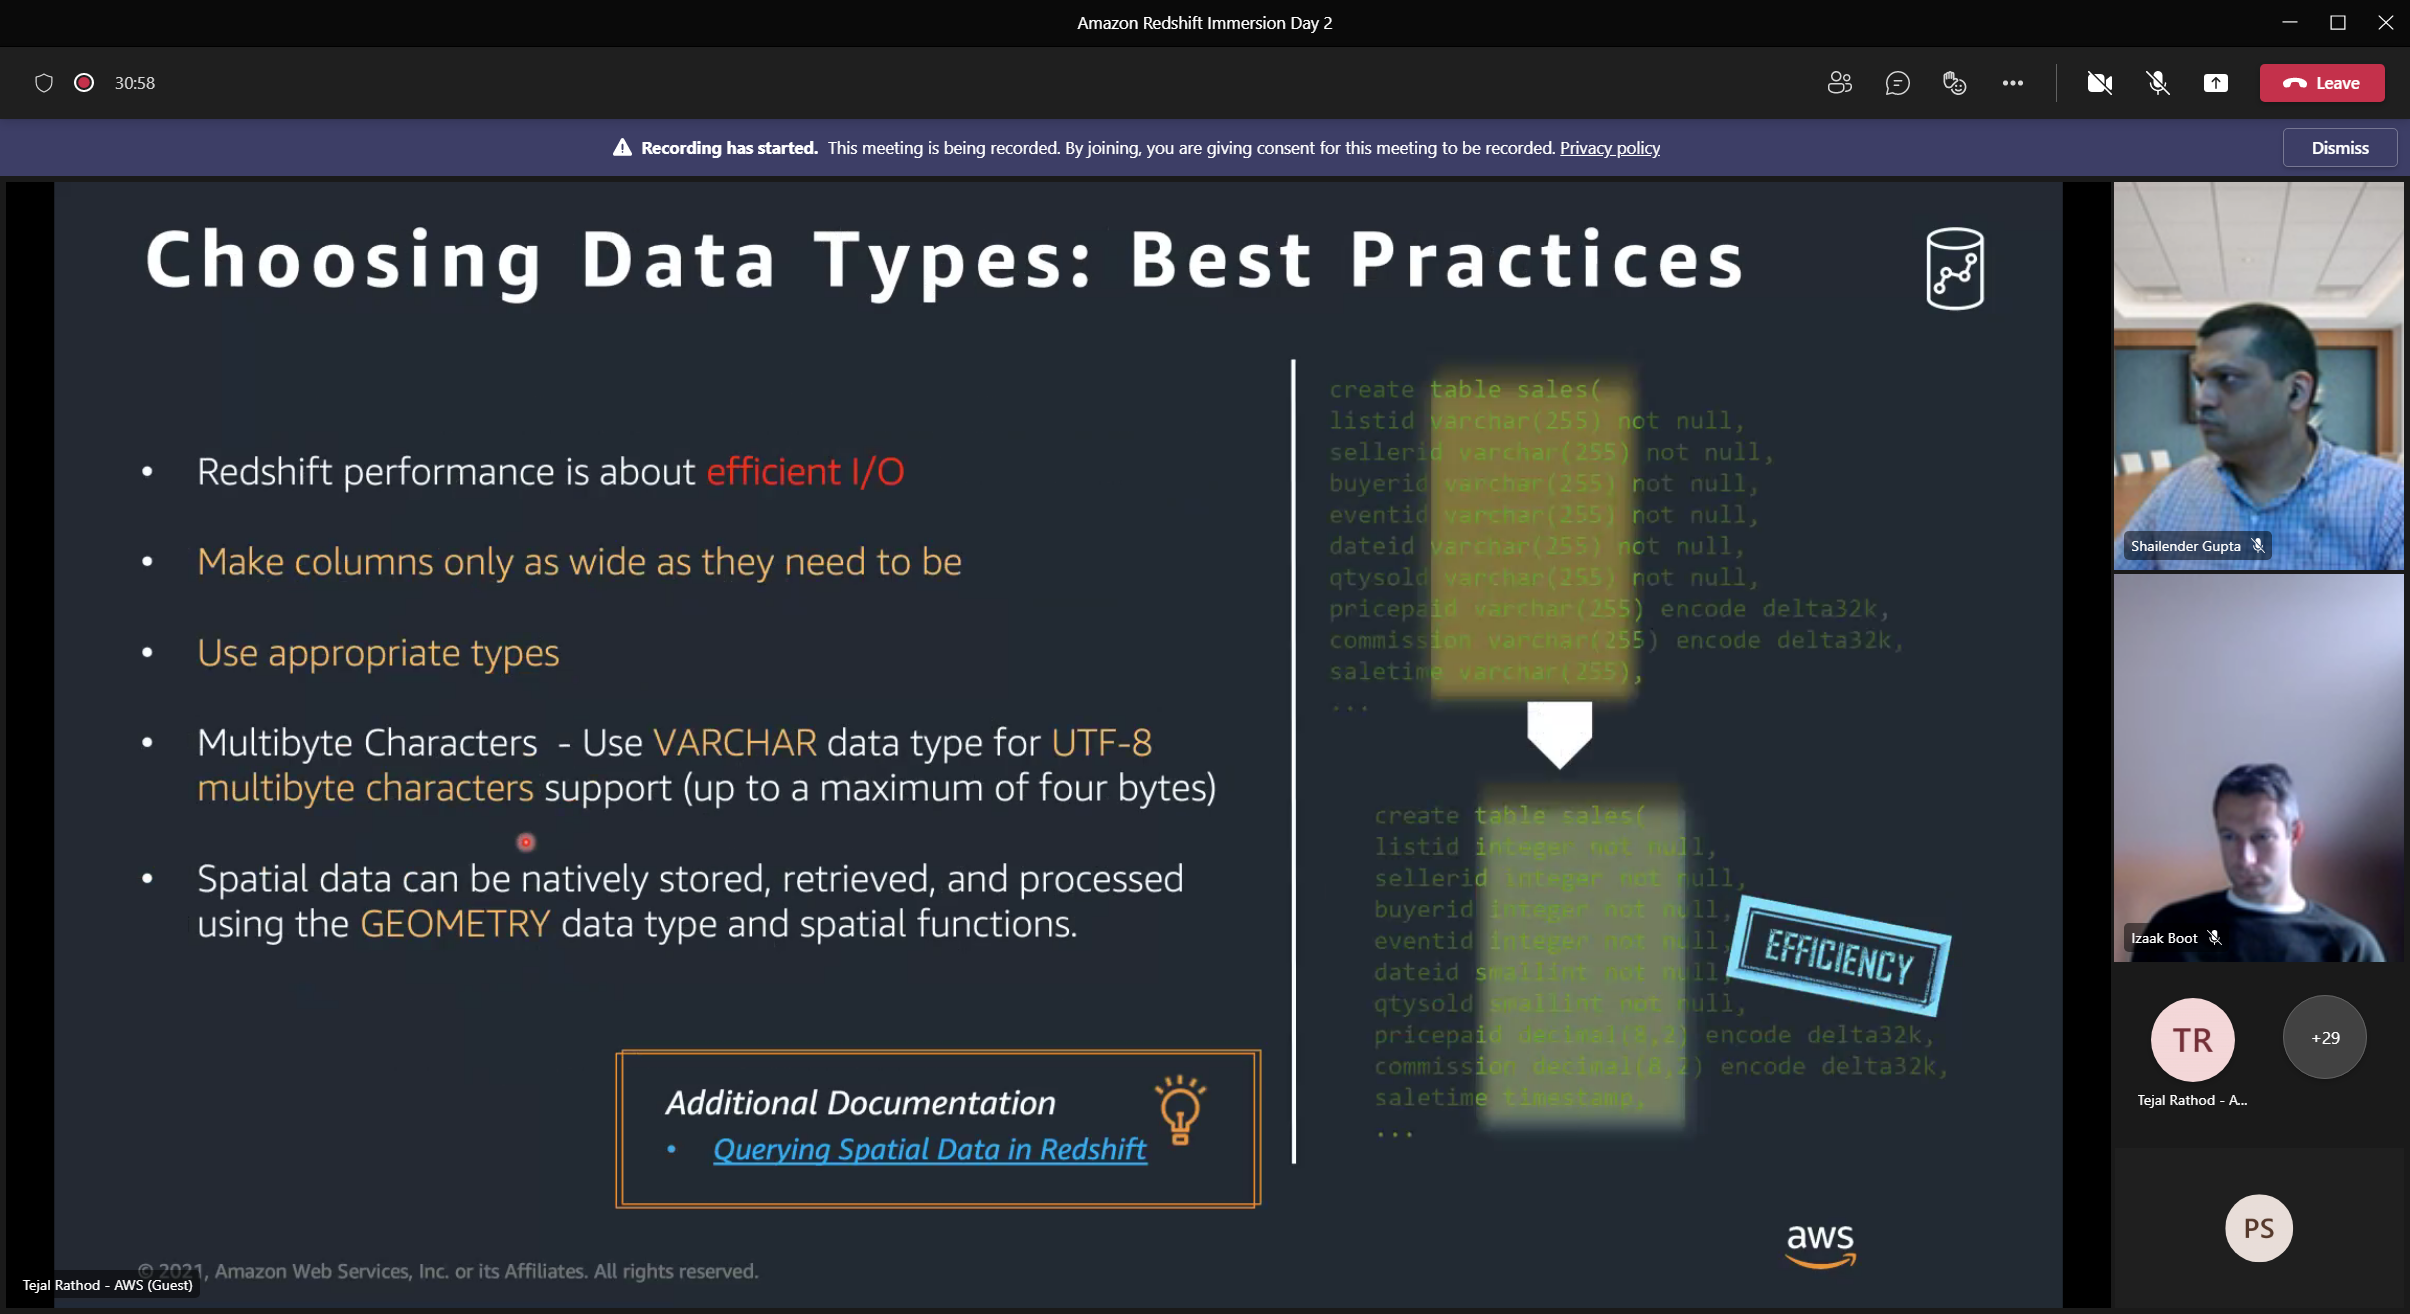 Amazon Redshift Immersion Day 2
30:58
Leave
Recording has started. This meeting is being recorded. By joining, you are giving consent for this meeting to be recorded. Privacy policy
Dismiss
Choosing Data Types: Best Practices
• Redshift performance is about efficient I/O
• Make columns only as wide as they need to be
• Use appropriate types
• Multibyte Characters - Use VARCHAR data type for UTF-8
multibyte characters support (up to a maximum of four bytes)
• Spatial data can be natively stored, retrieved, and processed
using the GEOMETRY data type and spatial functions.
Additional Documentation
• Querying Spatial Data in Redshift
create table sales(
listid varchar(255) not null,
sellerid varchar(255) not null,
buyerid varchar(255) not null,
eventid varchar(255) not null,
dateid varchar(255) not null,
qtysold varchar(255) not null,
pricepaid varchar(255) encode delta32k,
commission varchar(255) encode delta32k,
saletime varchar(255),
...
create table sales(
listid integer not null,
sellerid integer not null,
buyerid integer not null,
eventid integer not null,
dateid smallint not null,
qtysold smallint not null,
pricepaid decimal(8,2) encode delta32k,
commission decimal(8,2) encode delta32k,
saletime timestamp,
...
EFFICIENCY
aws
© 2021, Amazon Web Services, Inc. or its Affiliates. All rights reserved.
Tejal Rathod - AWS (Guest)
Shailender Gupta
Izaak Boot
TR
+29
Tejal Rathod - A...
PS